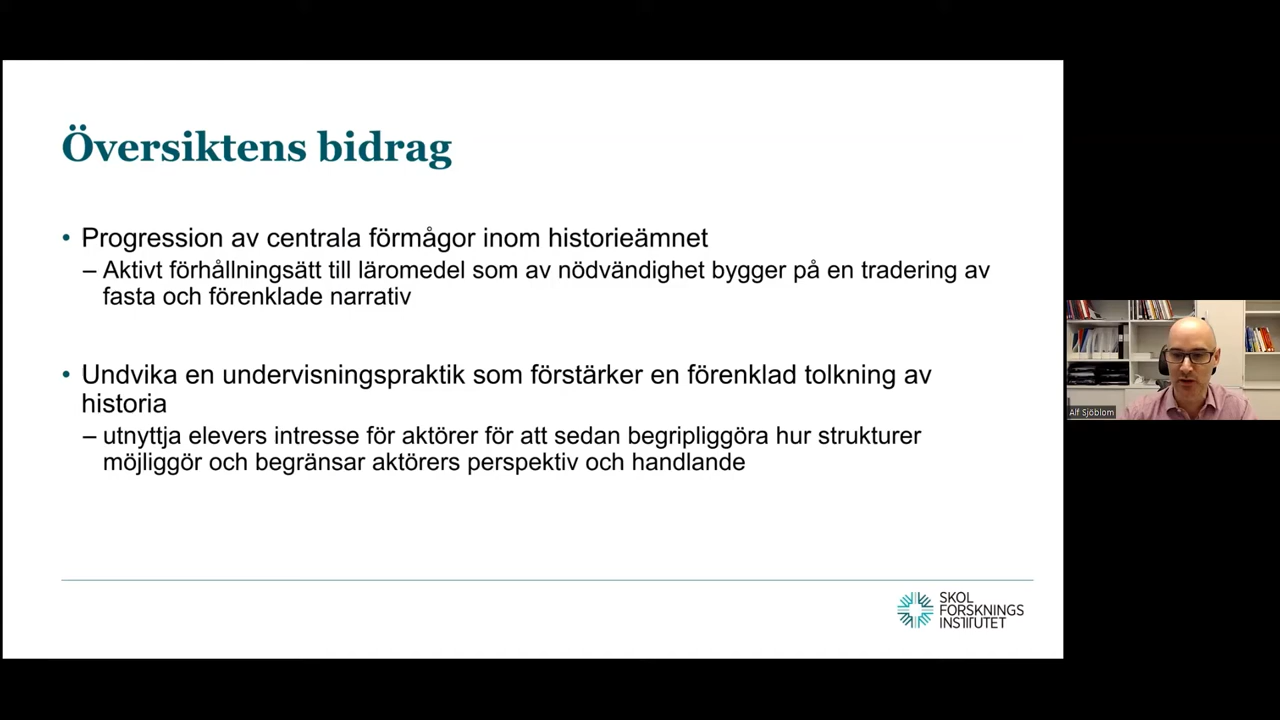 Översiktens bidrag
• Progression av centrala förmågor inom historieämnet
– Aktivt förhållningsätt till läromedel som av nödvändighet bygger på en tradering av
fasta och förenklade narrativ
• Undvika en undervisningspraktik som förstärker en förenklad tolkning av
historia
– utnyttja elevers intresse för aktörer för att sedan begripliggöra hur strukturer
möjliggör och begränsar aktörers perspektiv och handlande
SKOL
FORSKNINGS
INSTITUTET
Alf Sjöblom